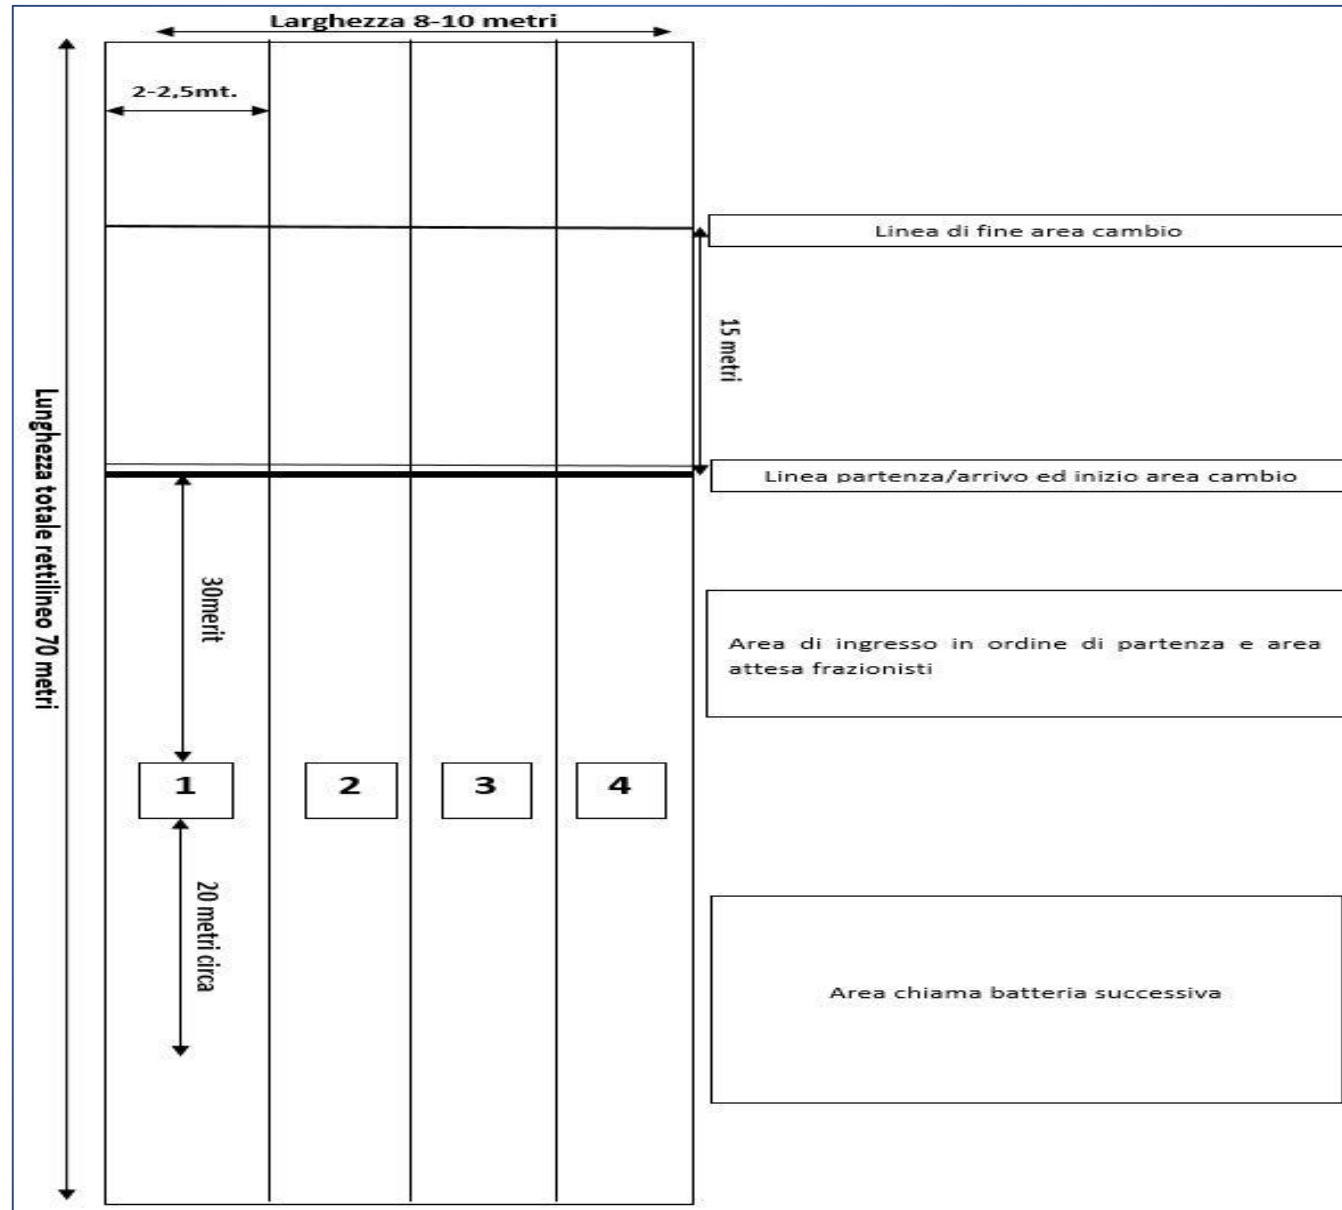 Larghezza 8-10 metri
2-2,5mt.
Linea di fine area cambio
15 metri
Linea partenza/arrivo ed inizio area cambio
Lunghezza totale rettilineo 70 metri
30merit
Area di ingresso in ordine di partenza e area
attesa frazionisti
1 2 3 4
20 metri circa
Area chiama batteria successiva